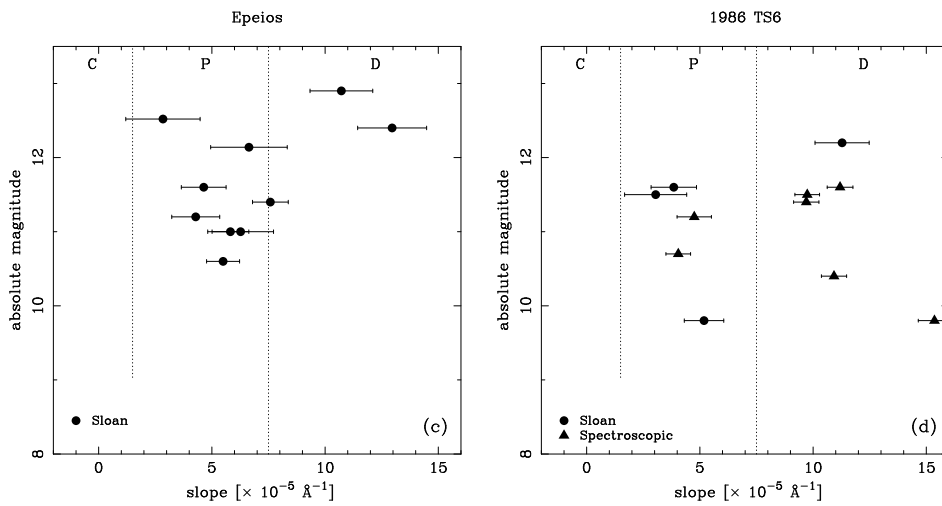 Epeios
C P D
12
10
8
absolute magnitude
Sloan
(c)
0 5 10 15
slope [× 10⁻⁵ Å⁻¹]
1986 TS6
C P D
12
10
8
absolute magnitude
Sloan
Spectroscopic
(d)
0 5 10 15
slope [× 10⁻⁵ Å⁻¹]